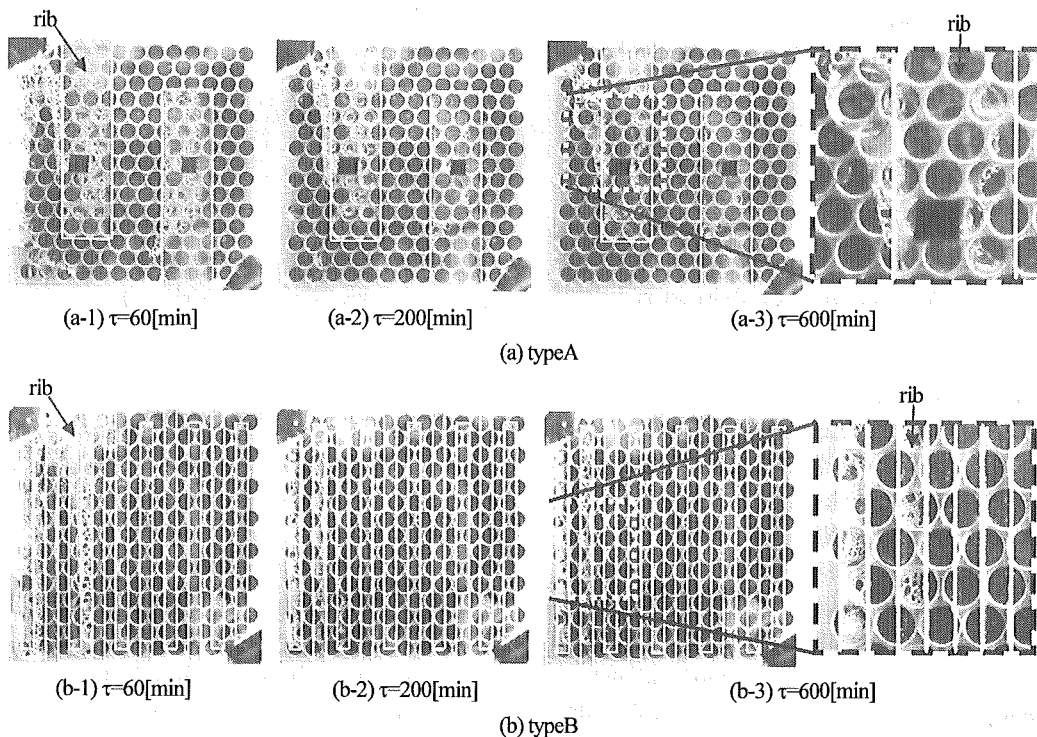 rib
rib
(a-1) τ=60[min]
(a-2) τ=200[min]
(a-3) τ=600[min]
(a) typeA
rib
rib
(b-1) τ=60[min]
(b-2) τ=200[min]
(b-3) τ=600[min]
(b) typeB